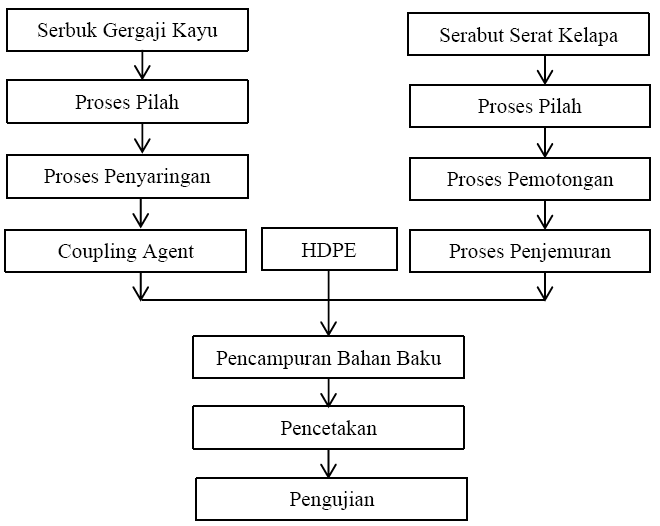 Serbuk Gergaji Kayu
Serabut Serat Kelapa
Proses Pilah
Proses Pilah
Proses Penyaringan
Proses Pemotongan
Coupling Agent
HDPE
Proses Penjemuran
Pencampuran Bahan Baku
Pencetakan
Pengujian